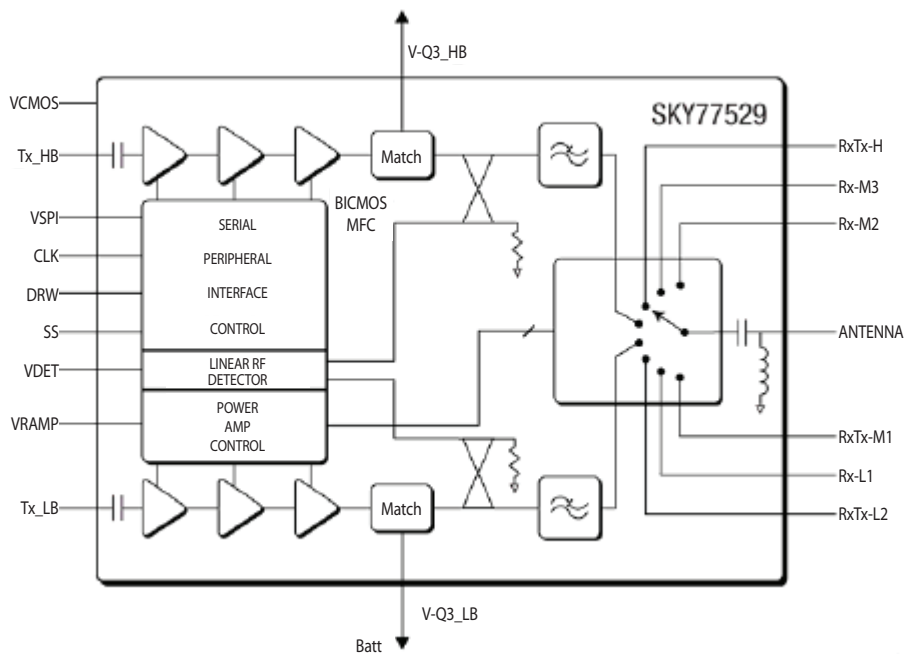 V-Q3_HB
SKY77529
VCMOS
Tx_HB
Match
RxTx-H
Rx-M3
Rx-M2
BICMOS
MFC
VSPI
CLK
DRW
SS
VDET
VRAMP
SERIAL
PERIPHERAL
INTERFACE
CONTROL
LINEAR RF
DETECTOR
POWER
AMP
CONTROL
ANTENNA
RxTx-M1
Rx-L1
RxTx-L2
Tx_LB
Match
V-Q3_LB
Batt